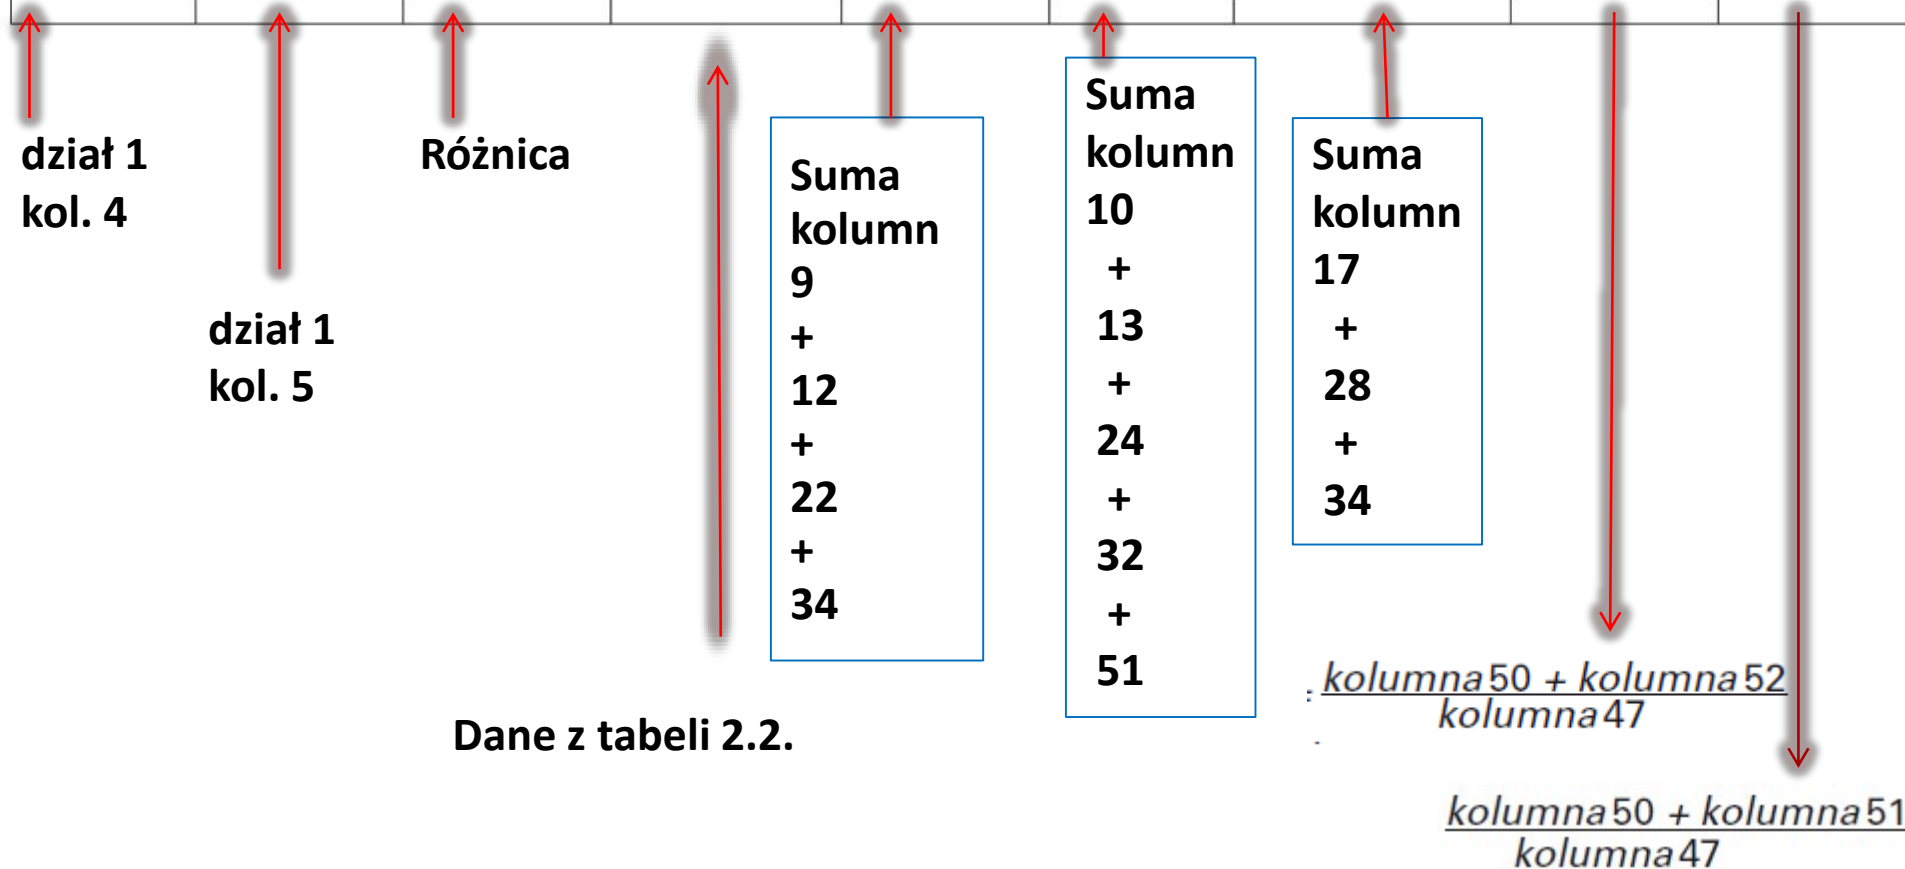 dział 1
kol. 4
dział 1
kol. 5
Różnica
Dane z tabeli 2.2.
Suma
kolumn
9
+
12
+
22
+
34
Suma
kolumn
10
+
13
+
24
+
32
+
51
Suma
kolumn
17
+
28
+
34
kolumna 50 + kolumna 52
kolumna 47
kolumna 50 + kolumna 51
kolumna 47